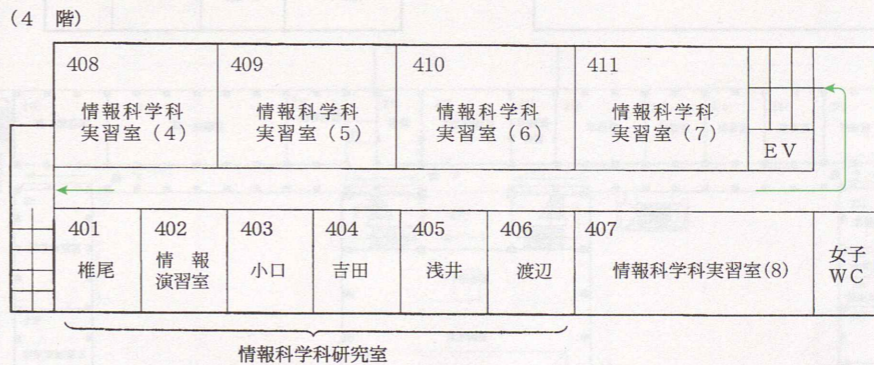 (4 階)
408
情報科学科
実習室(4)
409
情報科学科
実習室(5)
410
情報科学科
実習室(6)
411
情報科学科
実習室(7)
EV
401
椎尾
402
情 報
演習室
403
小口
404
吉田
405
浅井
406
渡辺
407
情報科学科実習室(8)
女子
WC
情報科学科研究室